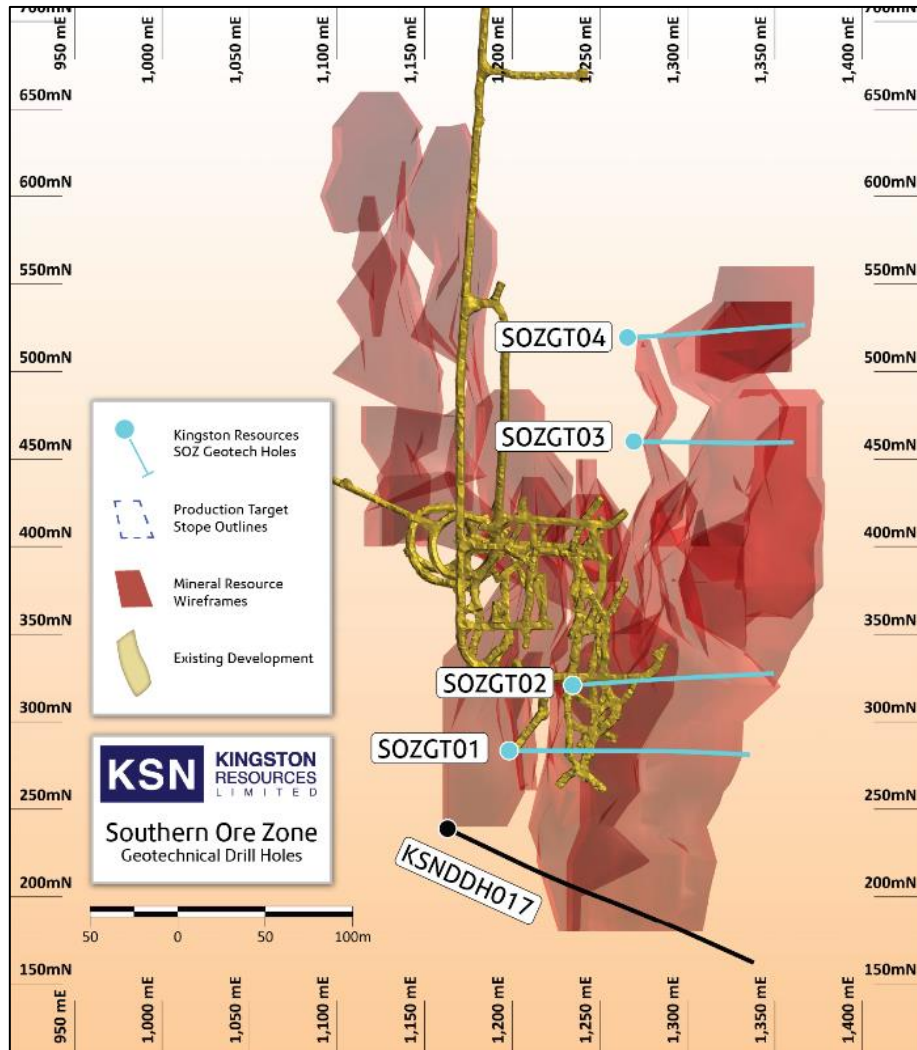 700mN
700mN
950 mE
1,000 mE
1,050 mE
1,100 mE
1,150 mE
1,200 mE
1,250 mE
1,300 mE
1,350 mE
1,400 mE
650mN
650mN
600mN
600mN
550mN
550mN
SOZGT04
500mN
500mN
Kingston Resources
SOZ Geotech Holes
Production Target
Stope Outlines
Mineral Resource
Wireframes
Existing Development
SOZGT03
450mN
450mN
400mN
400mN
350mN
350mN
SOZGT02
300mN
300mN
SOZGT01
KSN
KINGSTON
RESOURCES
LIMITED
Southern Ore Zone
Geotechnical Drill Holes
250mN
250mN
KSNDDH017
200mN
200mN
50
0
50
100m
150mN
150mN
950 mE
1,000 mE
1,050 mE
1,100 mE
1,150 mE
1,200 mE
1,250 mE
1,300 mE
1,350 mE
1,400 mE